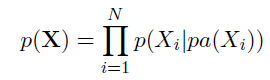 p(X) = ∏_{i=1}^{N} p(X_i|pa(X_i))